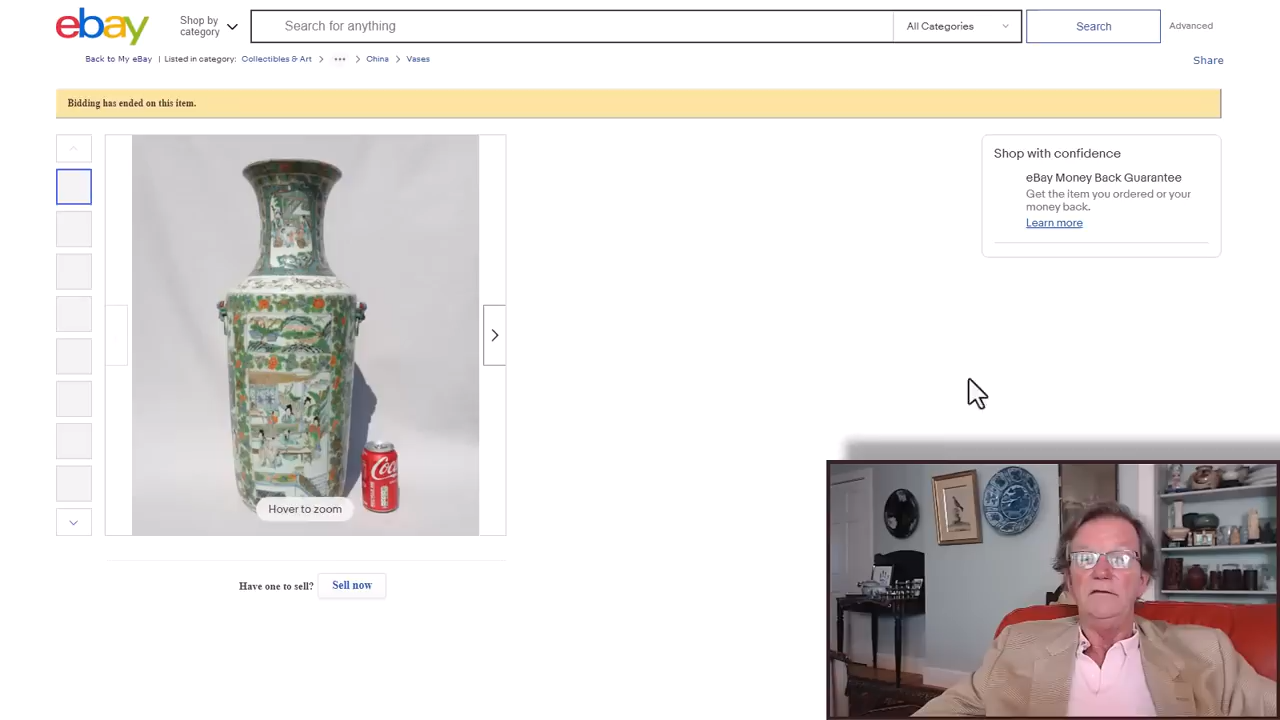 ebay
Shop by
category
Search for anything
All Categories
Search
Advanced
Back to My eBay | Listed in category: Collectibles & Art > ... > China > Vases
Share
Bidding has ended on this item.
Shop with confidence
eBay Money Back Guarantee
Get the item you ordered or your
money back.
Learn more
Hover to zoom
Have one to sell? Sell now